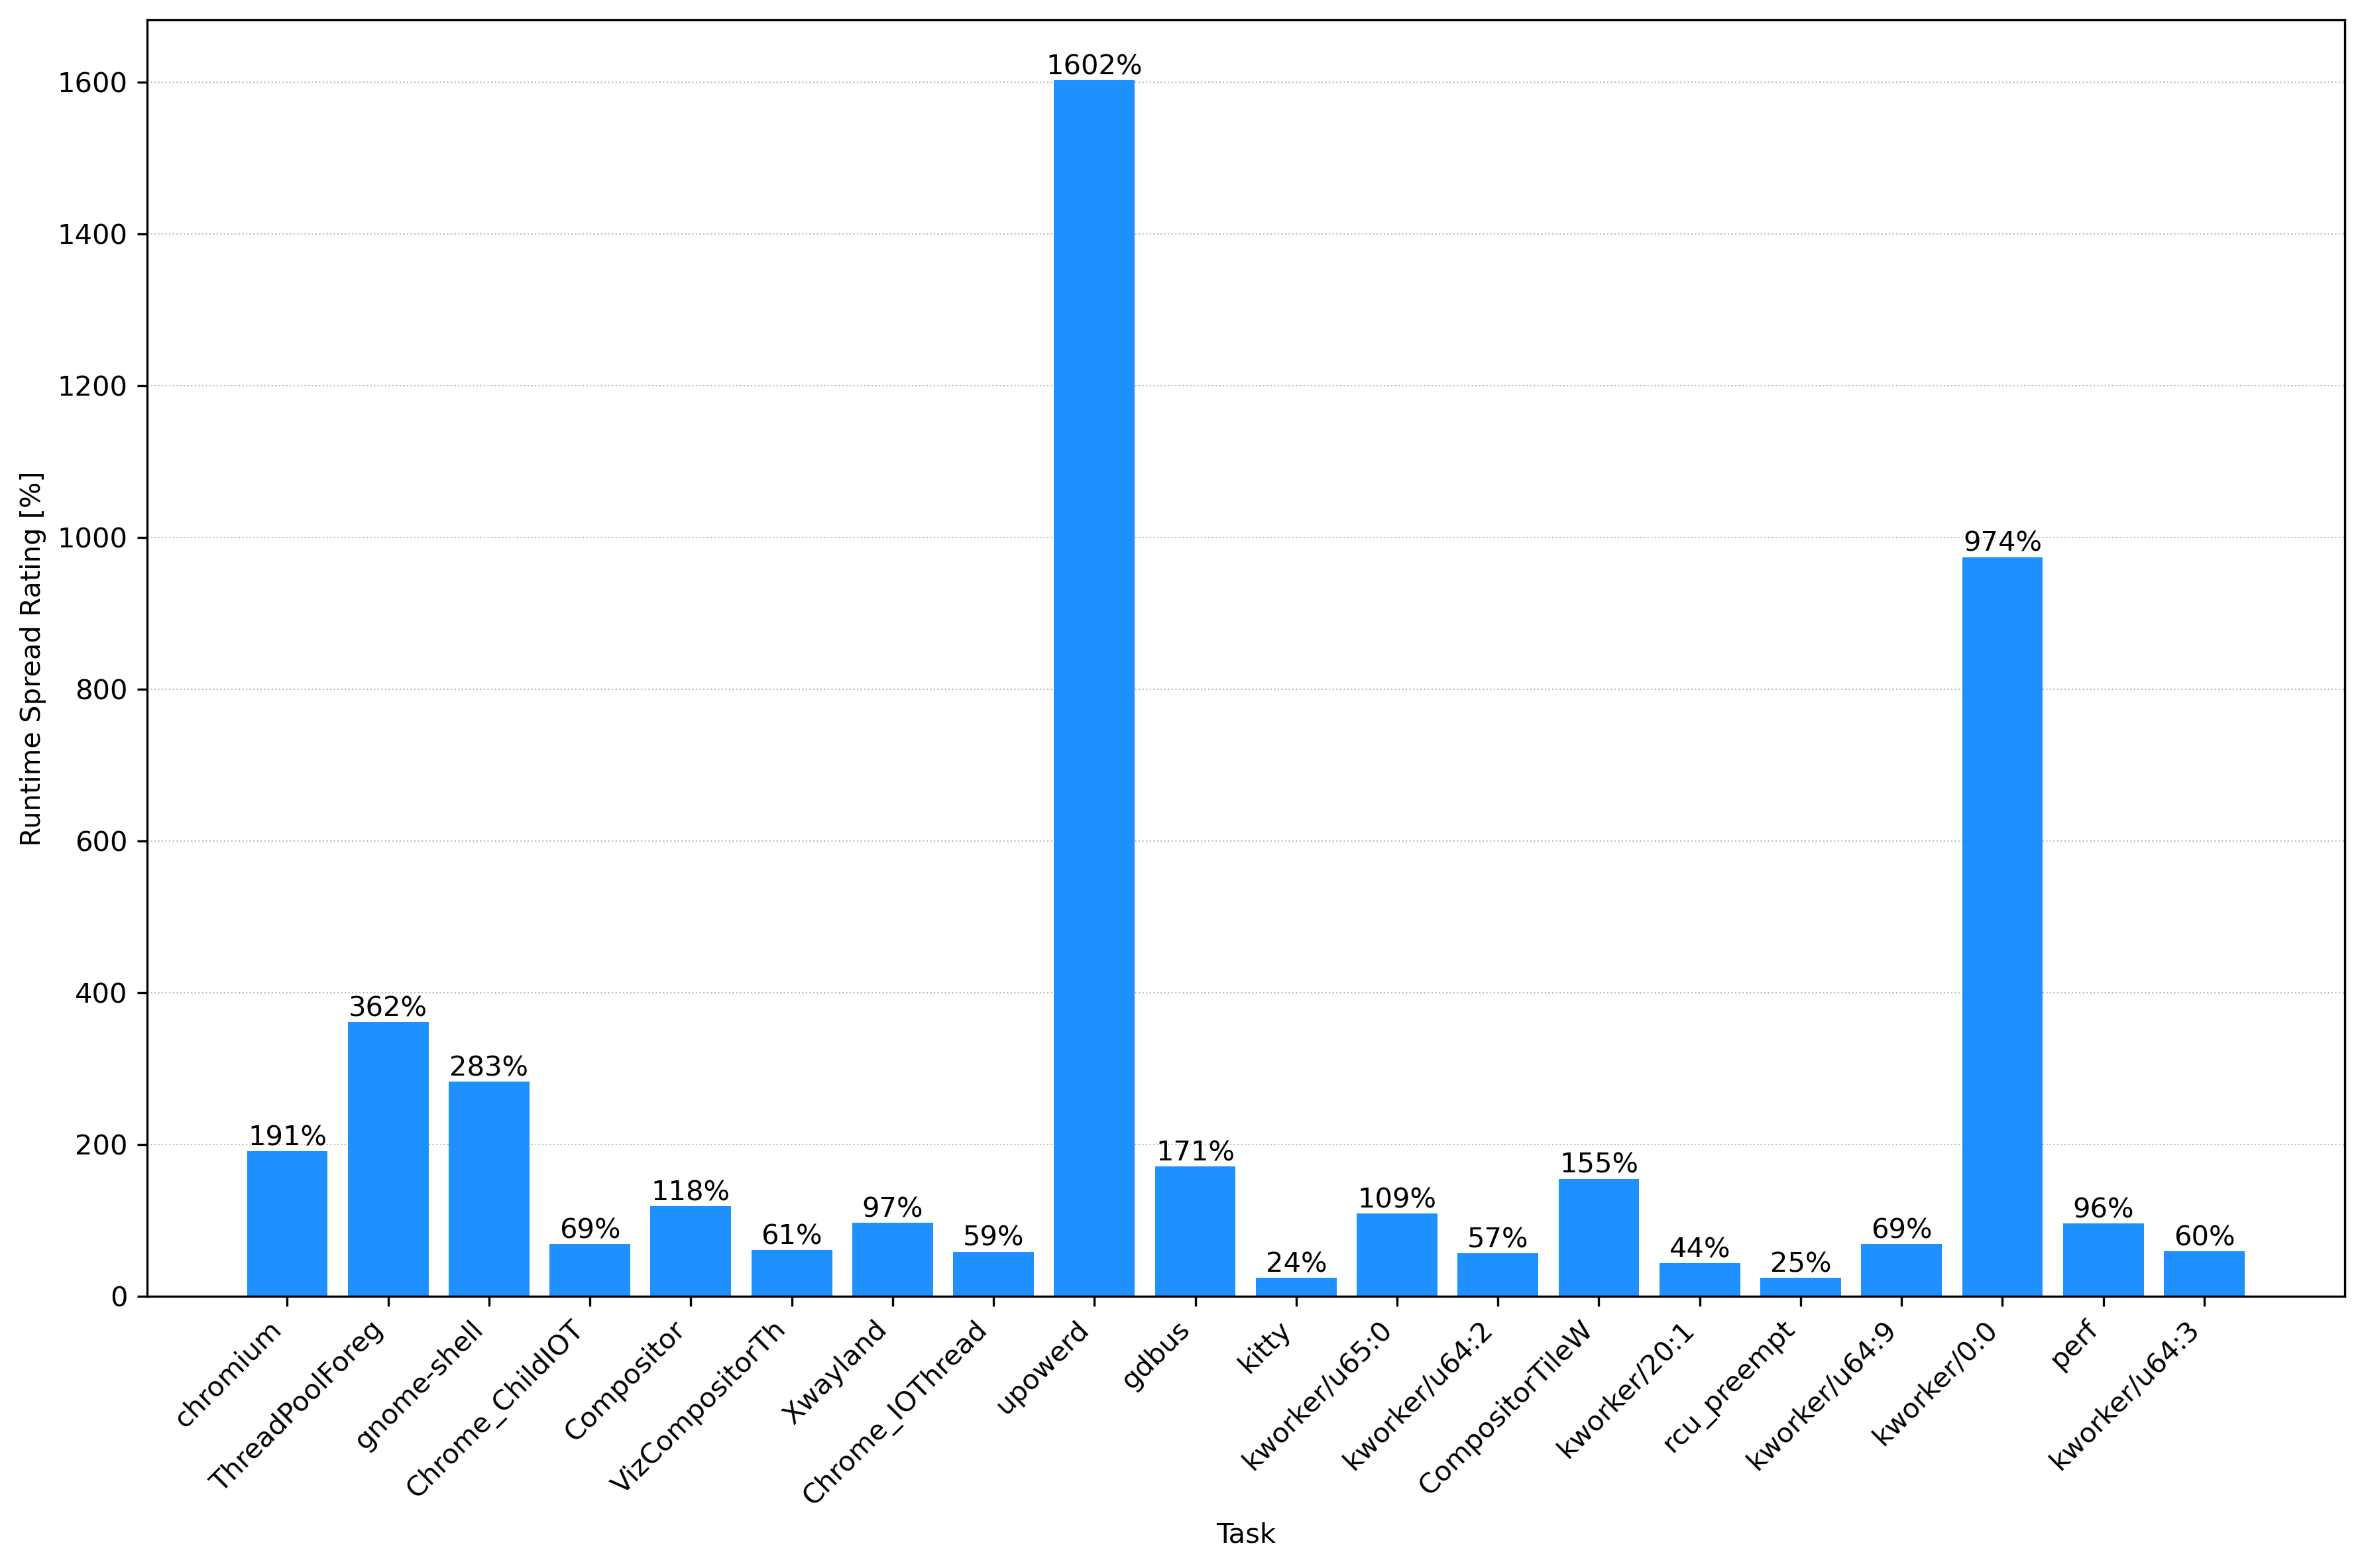 Runtime Spread Rating [%]
1600
1400
1200
1000
800
600
400
200
0
191%
362%
283%
69%
118%
61%
97%
59%
1602%
171%
24%
109%
57%
155%
44%
25%
69%
974%
96%
60%
chromium
ThreadPoolForeg
gnome-shell
Chrome_ChildIOT
Compositor
VizCompositorTh
Xwayland
Chrome_IOThread
upowerd
gdbus
kitty
kworker/u65:0
kworker/u64:2
CompositorTileW
kworker/20:1
rcu_preempt
kworker/u64:9
kworker/0:0
perf
kworker/u64:3
Task